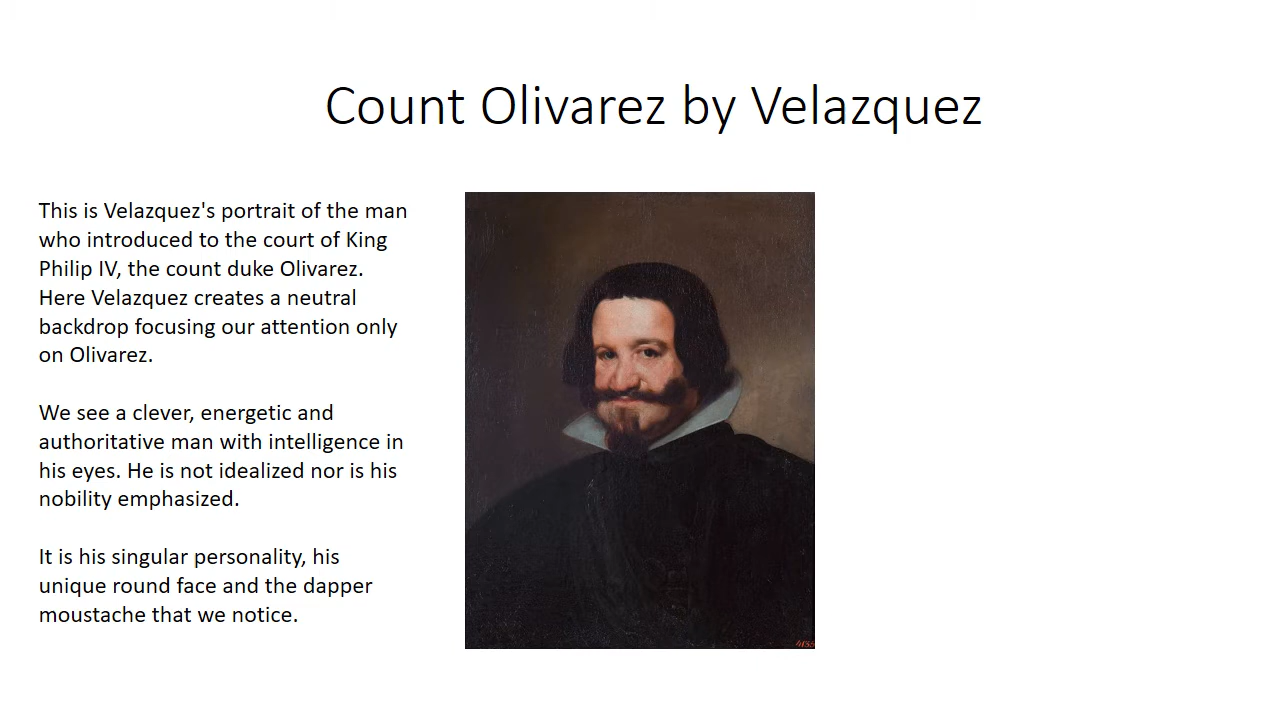 Count Olivarez by Velazquez
This is Velazquez's portrait of the man
who introduced to the court of King
Philip IV, the count duke Olivarez.
Here Velazquez creates a neutral
backdrop focusing our attention only
on Olivarez.
We see a clever, energetic and
authoritative man with intelligence in
his eyes. He is not idealized nor is his
nobility emphasized.
It is his singular personality, his
unique round face and the dapper
moustache that we notice.